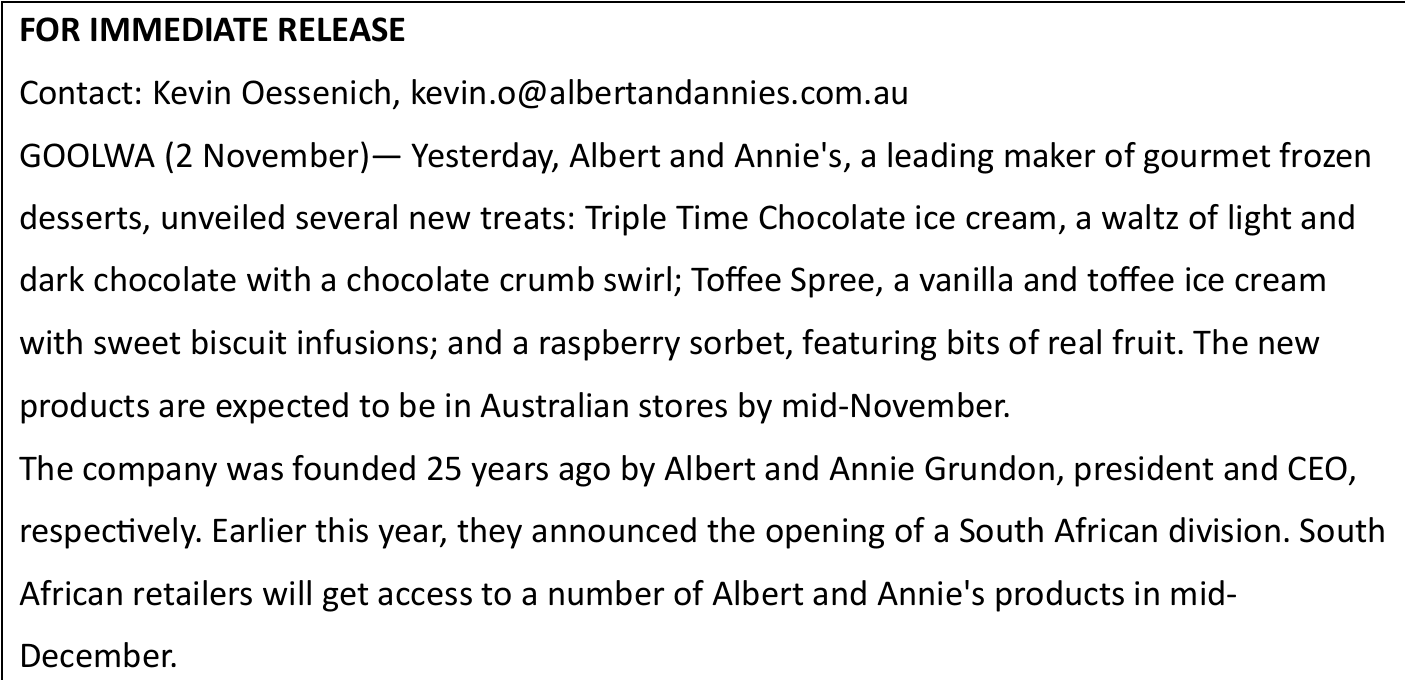 FOR IMMEDIATE RELEASE
Contact: Kevin Oessenich, kevin.o@albertandannies.com.au
GOOLWA (2 November)— Yesterday, Albert and Annie's, a leading maker of gourmet frozen
desserts, unveiled several new treats: Triple Time Chocolate ice cream, a waltz of light and
dark chocolate with a chocolate crumb swirl; Toffee Spree, a vanilla and toffee ice cream
with sweet biscuit infusions; and a raspberry sorbet, featuring bits of real fruit. The new
products are expected to be in Australian stores by mid-November.
The company was founded 25 years ago by Albert and Annie Grundon, president and CEO,
respectively. Earlier this year, they announced the opening of a South African division. South
African retailers will get access to a number of Albert and Annie's products in mid-
December.